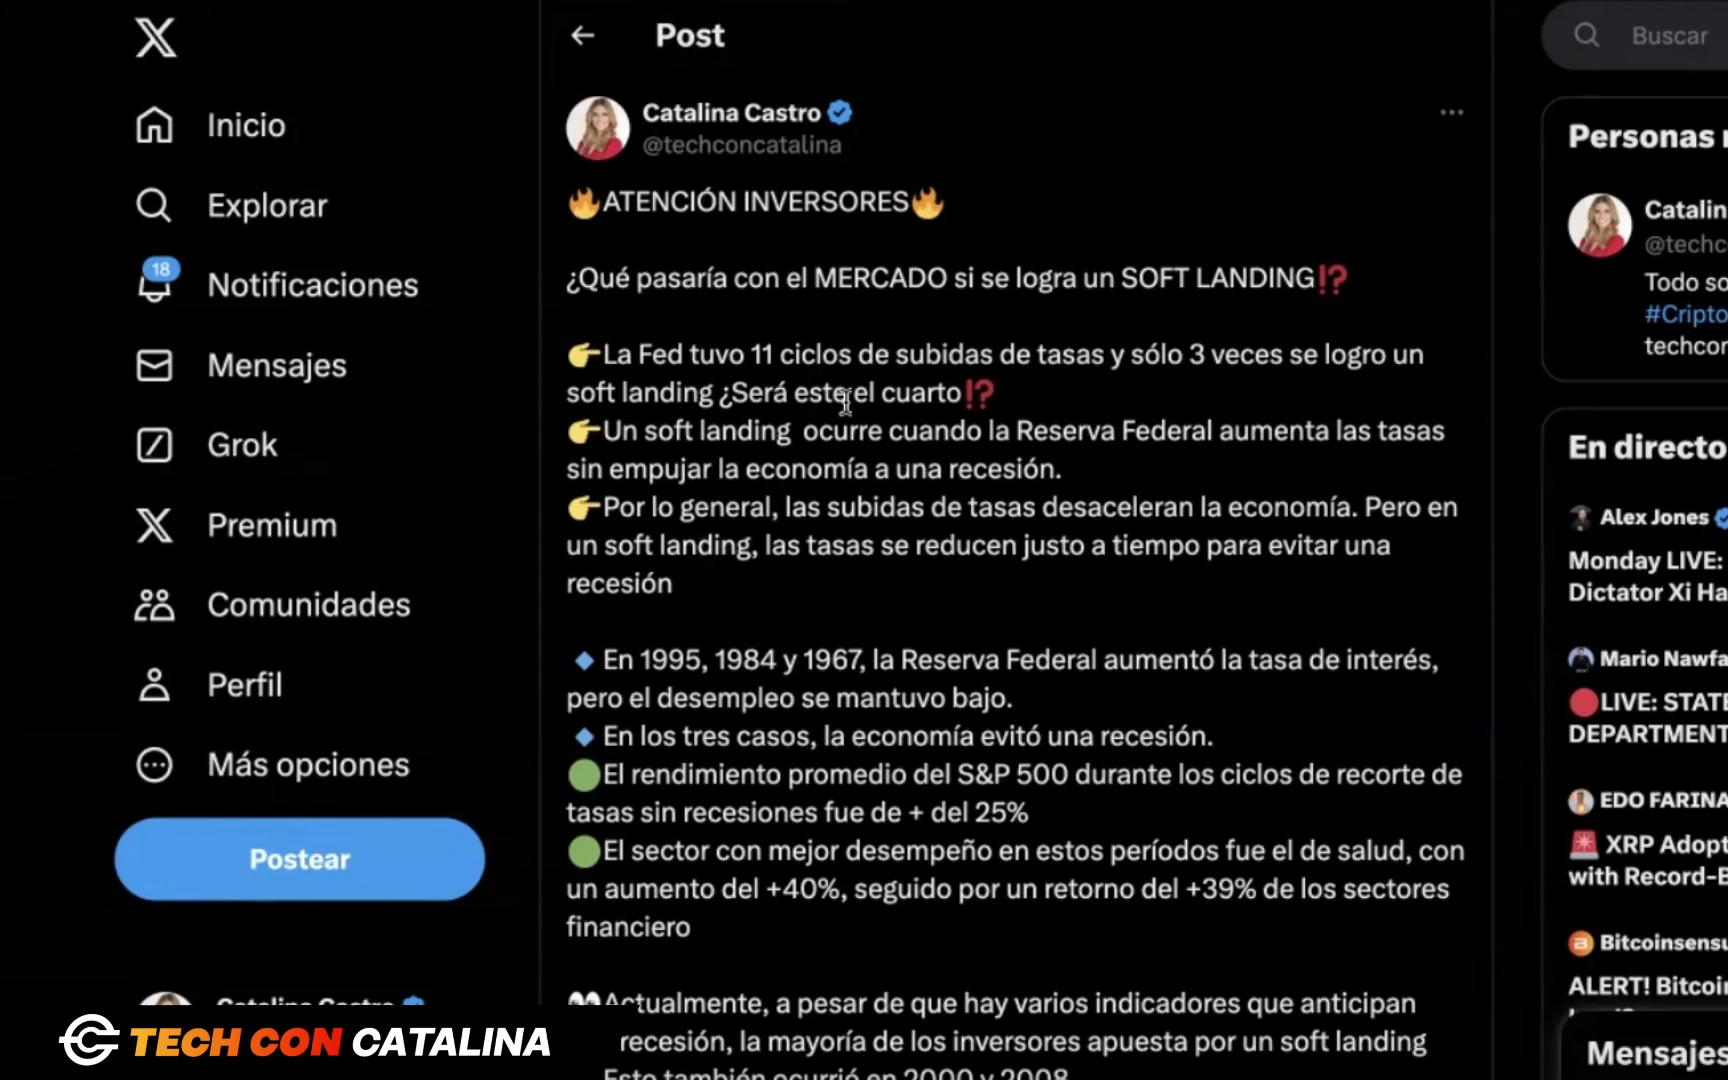 Inicio
Explorar
18
Notificaciones
Mensajes
Grok
Premium
Comunidades
Perfil
Más opciones
Postear
Catalina Castro
TECH CON CATALINA
Post
Catalina Castro
@techconcatalina
🔥ATENCIÓN INVERSORES🔥
¿Qué pasaría con el MERCADO si se logra un SOFT LANDING⁉️
👉La Fed tuvo 11 ciclos de subidas de tasas y sólo 3 veces se logro un
soft landing ¿Será este el cuarto⁉️
👉Un soft landing ocurre cuando la Reserva Federal aumenta las tasas
sin empujar la economía a una recesión.
👉Por lo general, las subidas de tasas desaceleran la economía. Pero en
un soft landing, las tasas se reducen justo a tiempo para evitar una
recesión
🔹En 1995, 1984 y 1967, la Reserva Federal aumentó la tasa de interés,
pero el desempleo se mantuvo bajo.
🔹En los tres casos, la economía evitó una recesión.
🟢El rendimiento promedio del S&P 500 durante los ciclos de recorte de
tasas sin recesiones fue de + del 25%
🟢El sector con mejor desempeño en estos períodos fue el de salud, con
un aumento del +40%, seguido por un retorno del +39% de los sectores
financiero
👀Actualmente, a pesar de que hay varios indicadores que anticipan
recesión, la mayoría de los inversores apuesta por un soft landing
Esto también ocurrió en 2000 y 2008
Buscar
Personas
Catalin
@techc
Todo so
#Cripto
techcon
En directo
Alex Jones
Monday LIVE:
Dictator Xi Ha
Mario Nawfa
🔴LIVE: STATE
DEPARTMENT
EDO FARINA
🚨 XRP Adopt
with Record-B
Bitcoinsensu
ALERT! Bitcoi
Mensajes